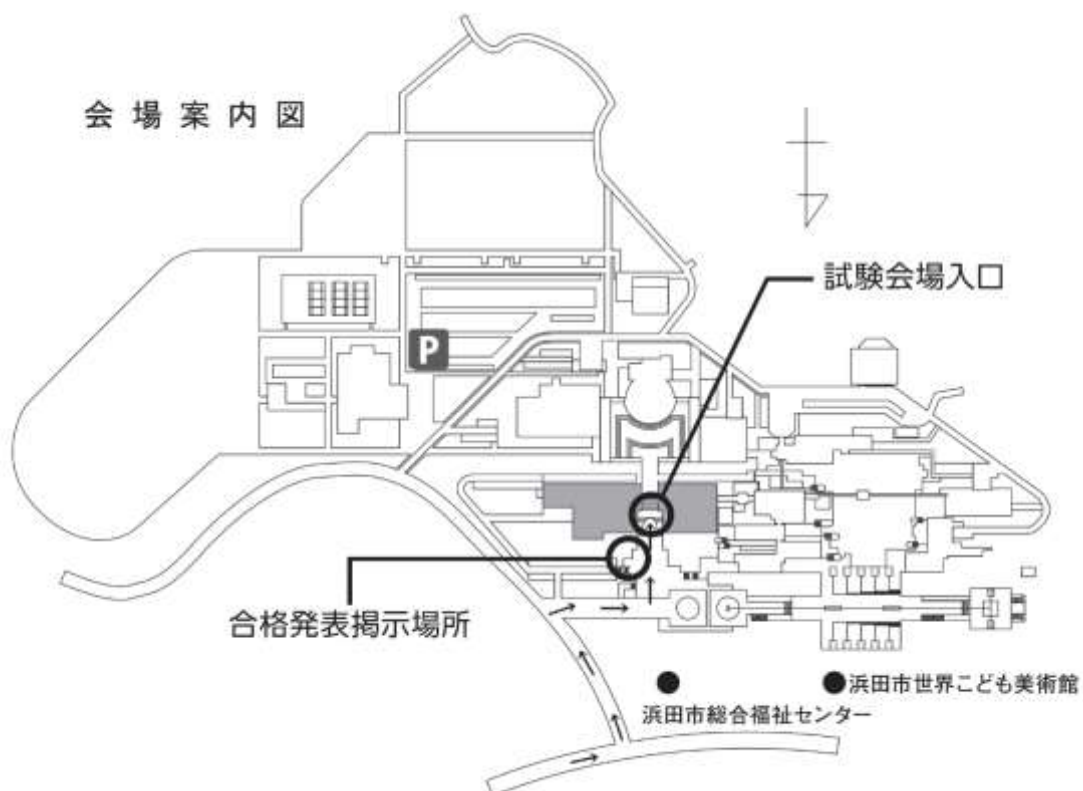 会場案内図
試験会場入口
P
合格発表掲示場所
浜田市世界こども美術館
浜田市総合福祉センター